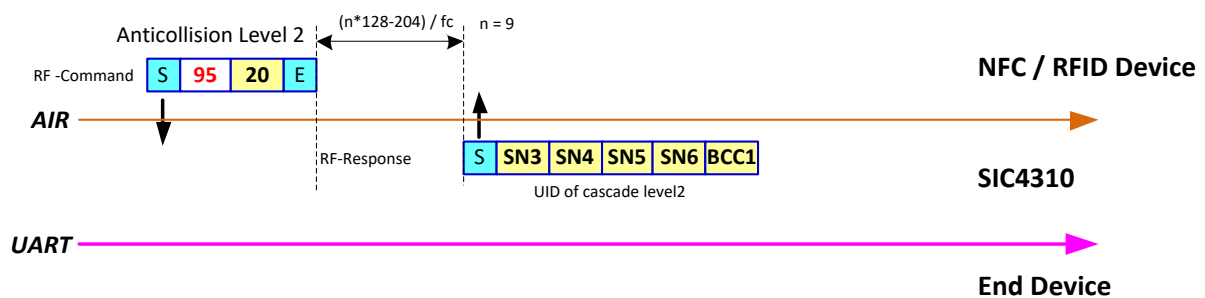 (n*128-204) / fc n = 9
Anticollision Level 2
RF -Command S 95 20 E
NFC / RFID Device
AIR
RF-Response S SN3 SN4 SN5 SN6 BCC1
UID of cascade level2
SIC4310
UART
End Device